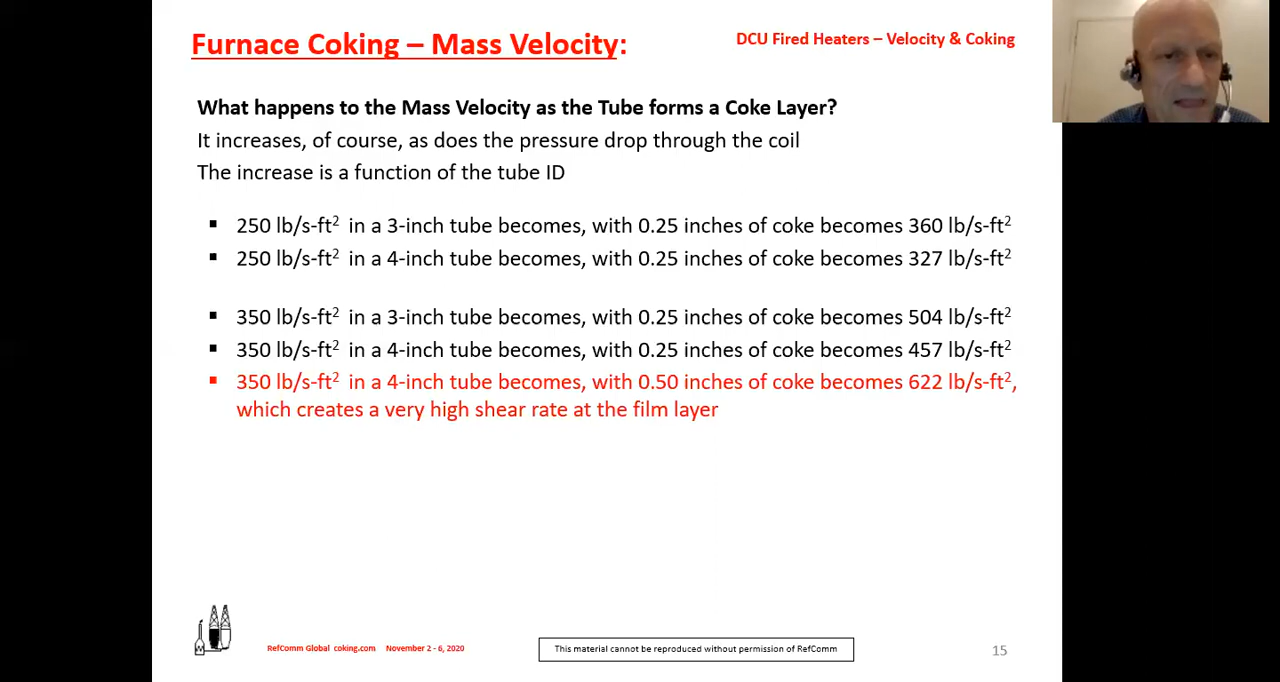 Furnace Coking – Mass Velocity:
DCU Fired Heaters – Velocity & Coking
What happens to the Mass Velocity as the Tube forms a Coke Layer?
It increases, of course, as does the pressure drop through the coil
The increase is a function of the tube ID
▪ 250 lb/s-ft² in a 3-inch tube becomes, with 0.25 inches of coke becomes 360 lb/s-ft²
▪ 250 lb/s-ft² in a 4-inch tube becomes, with 0.25 inches of coke becomes 327 lb/s-ft²
▪ 350 lb/s-ft² in a 3-inch tube becomes, with 0.25 inches of coke becomes 504 lb/s-ft²
▪ 350 lb/s-ft² in a 4-inch tube becomes, with 0.25 inches of coke becomes 457 lb/s-ft²
▪ 350 lb/s-ft² in a 4-inch tube becomes, with 0.50 inches of coke becomes 622 lb/s-ft²,
which creates a very high shear rate at the film layer
RefComm Global coking.com November 2 - 6, 2020
This material cannot be reproduced without permission of RefComm
15